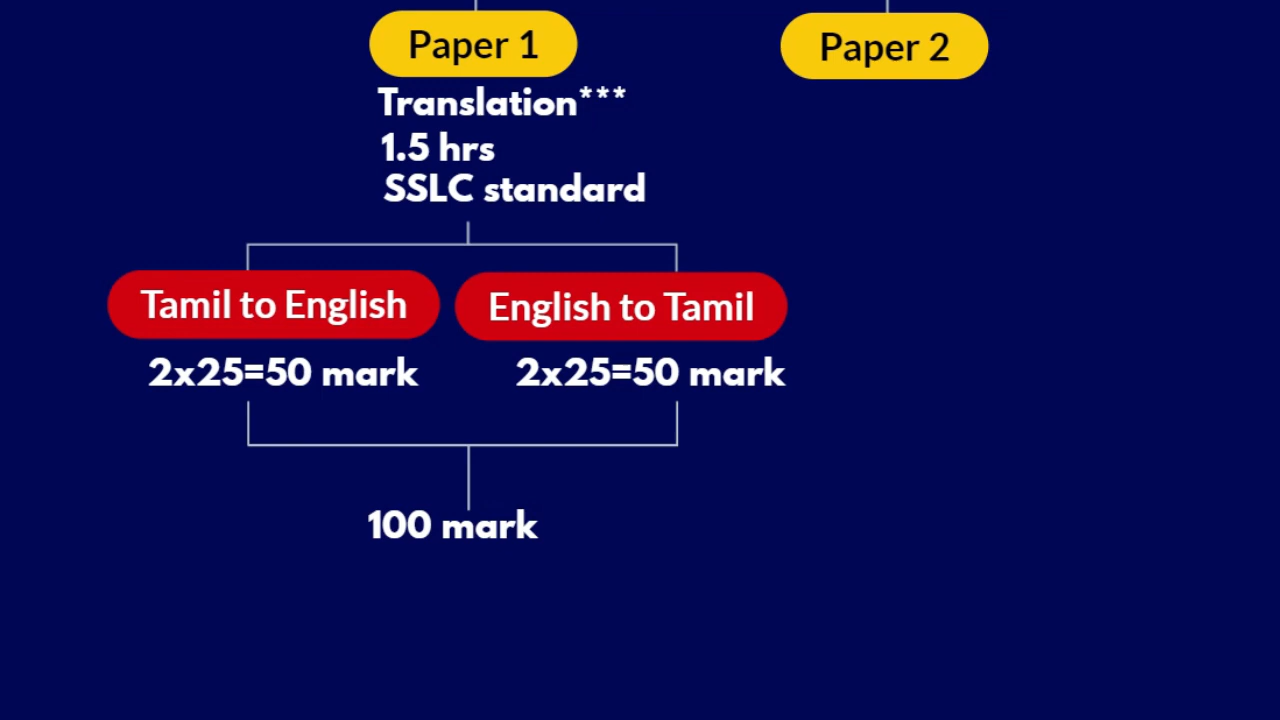 Paper 1
Paper 2
Translation***
1.5 hrs
SSLC standard
Tamil to English
English to Tamil
2x25=50 mark
2x25=50 mark
100 mark